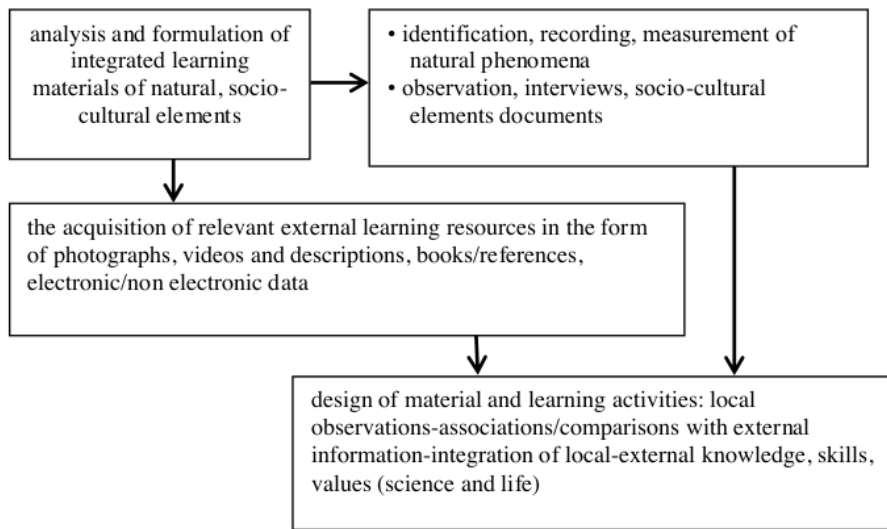 analysis and formulation of
integrated learning
materials of natural, socio-
cultural elements
• identification, recording, measurement of
natural phenomena
• observation, interviews, socio-cultural
elements documents
the acquisition of relevant external learning resources in the form
of photographs, videos and descriptions, books/references,
electronic/non electronic data
design of material and learning activities: local
observations-associations/comparisons with external
information-integration of local-external knowledge, skills,
values (science and life)